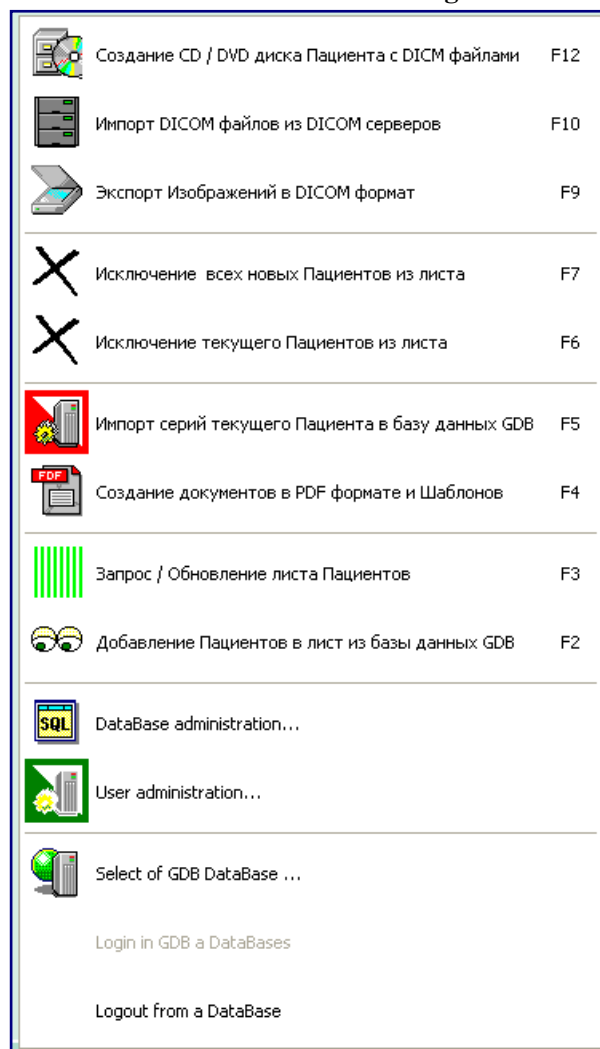 Создание CD / DVD диска Пациента с DICM файлами F12
Импорт DICOM файлов из DICOM серверов F10
Экспорт Изображений в DICOM формат F9
Исключение всех новых Пациентов из листа F7
Исключение текущего Пациентов из листа F6
Импорт серий текущего Пациента в базу данных GDB F5
FDF
Создание документов в PDF формате и Шаблонов F4
Запрос / Обновление листа Пациентов F3
Добавление Пациентов в лист из базы данных GDB F2
SQL
DataBase administration...
User administration...
Select of GDB DataBase ...
Login in GDB a DataBases
Logout from a DataBase